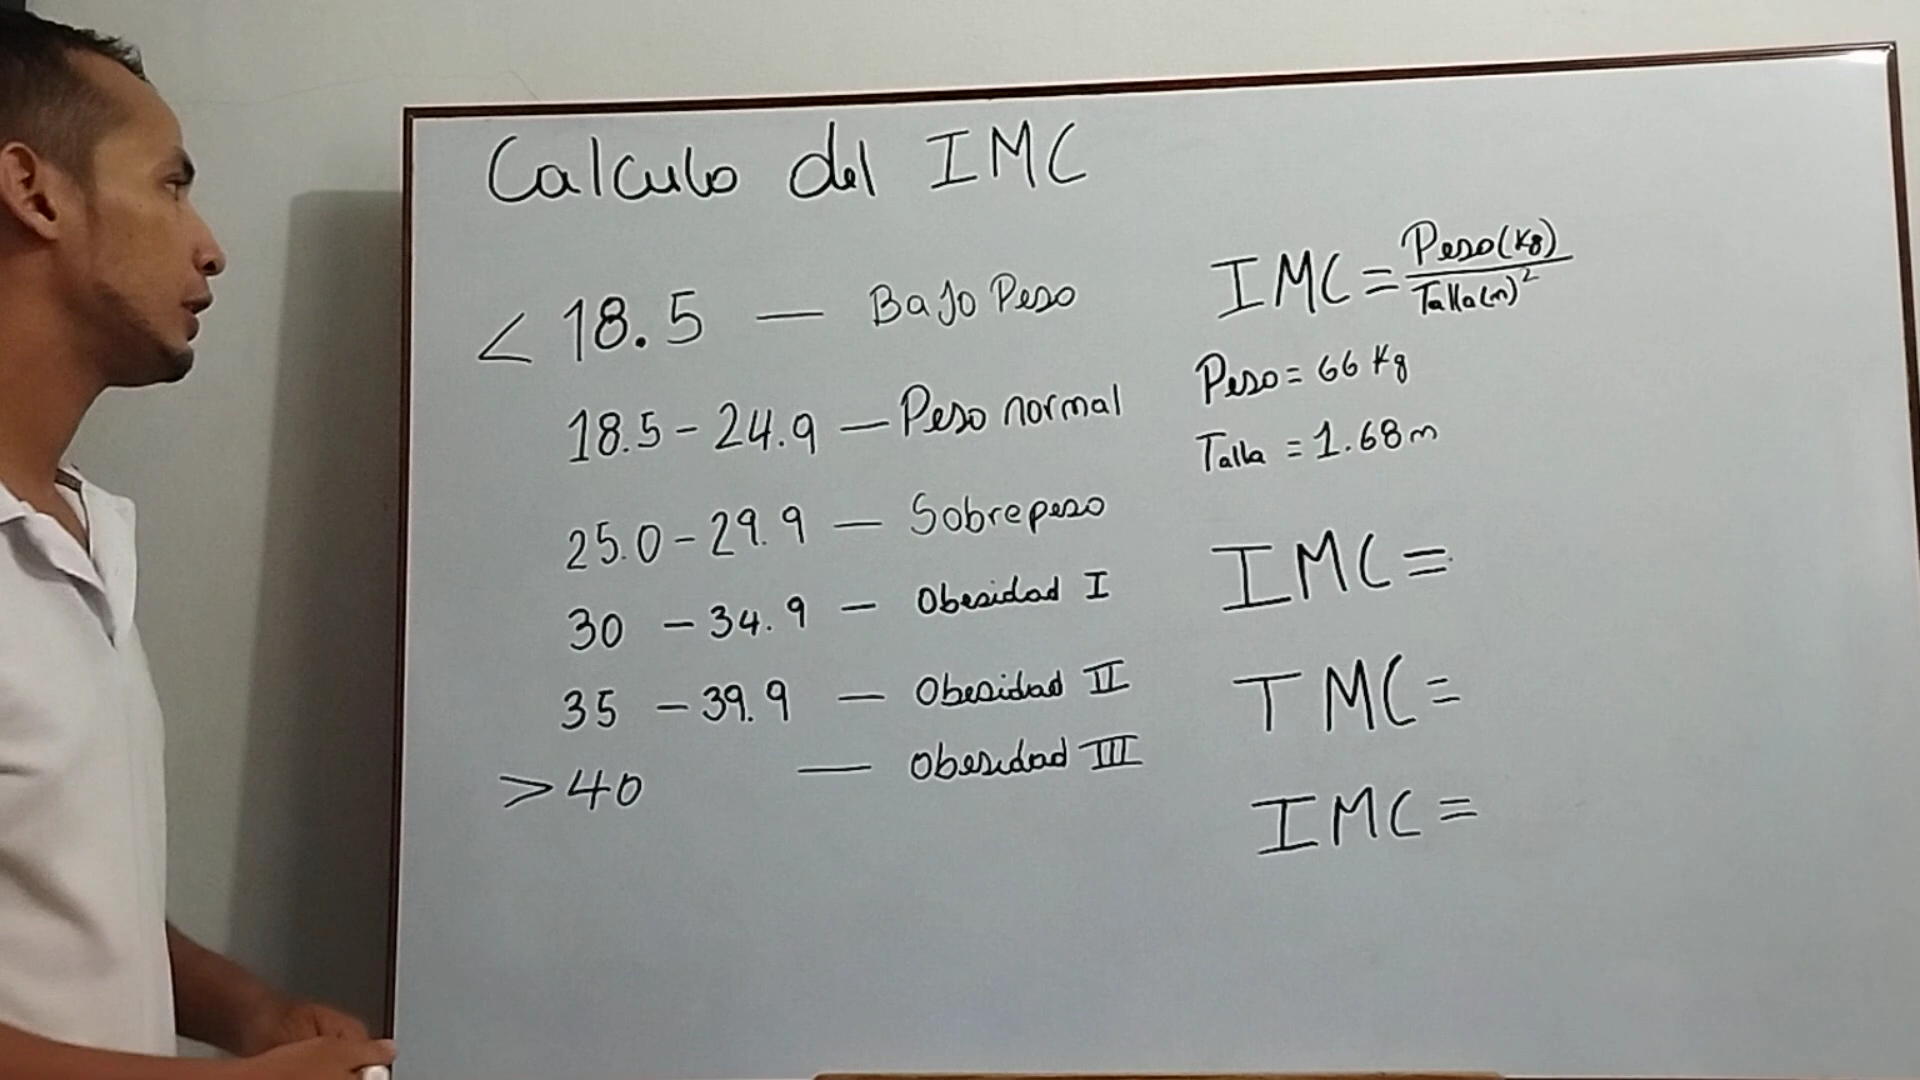 Calculo del IMC
< 18.5 — Bajo Peso
18.5 - 24.9 — Peso normal
25.0 - 29.9 — Sobrepeso
30 - 34.9 — Obesidad I
35 - 39.9 — Obesidad II
> 40 — Obesidad III
IMC = Peso(Kg)
Talla(m)²
Peso = 66 Kg
Talla = 1.68 m
IMC =
TMC =
IMC =